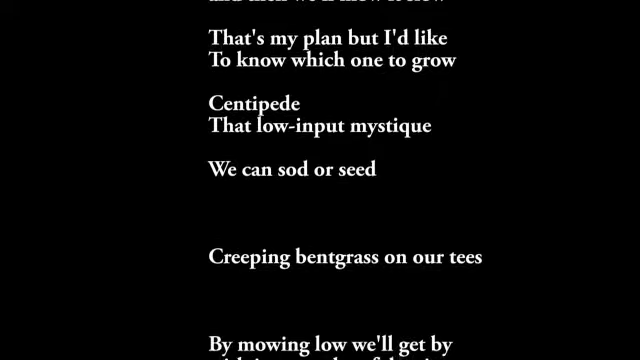 That's my plan but I'd like
To know which one to grow
Centipede
That low-input mystique
We can sod or seed
Creeping bentgrass on our tees
By mowing low we'll get by